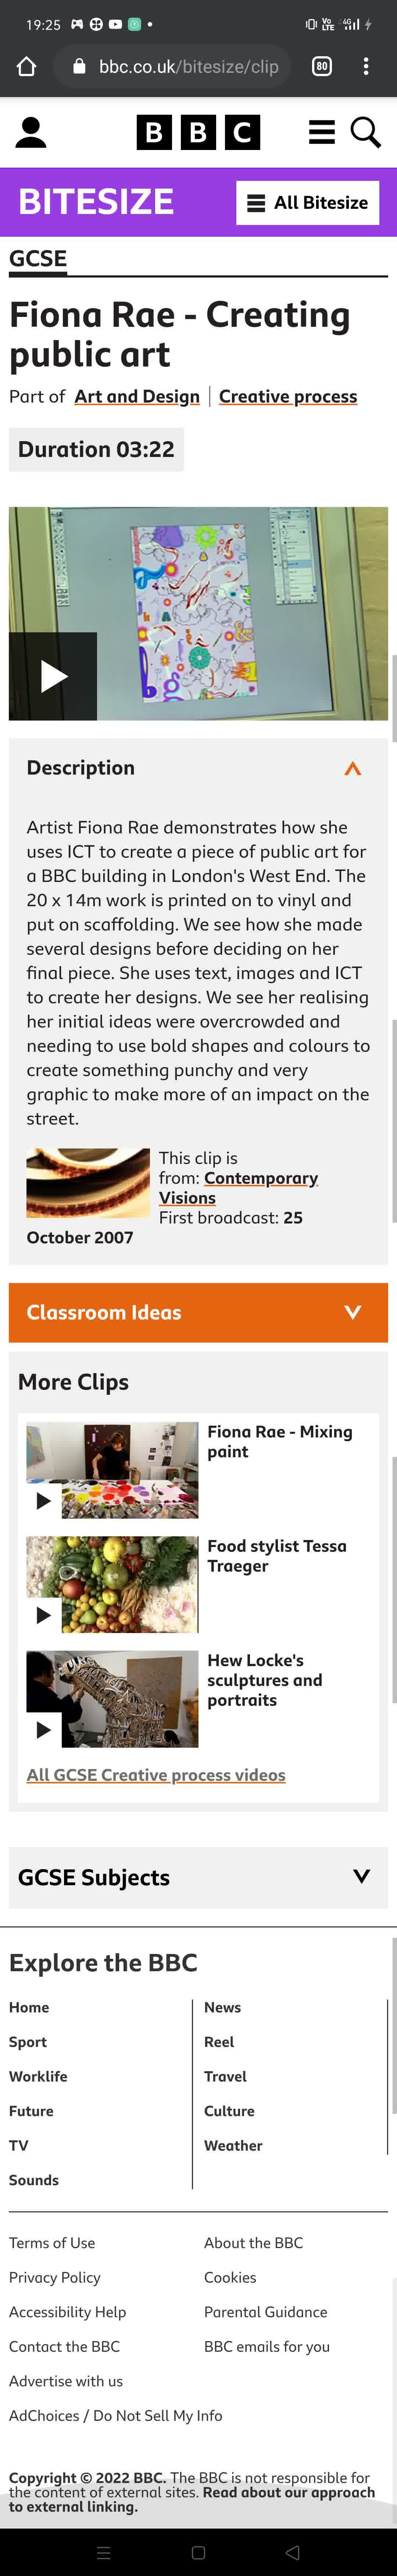 19:25
Vo
LTE
4G
bbc.co.uk/bitesize/clip
80
BBC
BITESIZE
All Bitesize
GCSE
Fiona Rae - Creating
public art
Part of Art and Design | Creative process
Duration 03:22
Description
Artist Fiona Rae demonstrates how she
uses ICT to create a piece of public art for
a BBC building in London's West End. The
20 x 14m work is printed on to vinyl and
put on scaffolding. We see how she made
several designs before deciding on her
final piece. She uses text, images and ICT
to create her designs. We see her realising
her initial ideas were overcrowded and
needing to use bold shapes and colours to
create something punchy and very
graphic to make more of an impact on the
street.
This clip is
from: Contemporary
Visions
First broadcast: 25
October 2007
Classroom Ideas
More Clips
Fiona Rae - Mixing
paint
Food stylist Tessa
Traeger
Hew Locke's
sculptures and
portraits
All GCSE Creative process videos
GCSE Subjects
Explore the BBC
Home
News
Sport
Reel
Worklife
Travel
Future
Culture
TV
Weather
Sounds
Terms of Use
About the BBC
Privacy Policy
Cookies
Accessibility Help
Parental Guidance
Contact the BBC
BBC emails for you
Advertise with us
AdChoices / Do Not Sell My Info
Copyright © 2022 BBC. The BBC is not responsible for
the content of external sites. Read about our approach
to external linking.